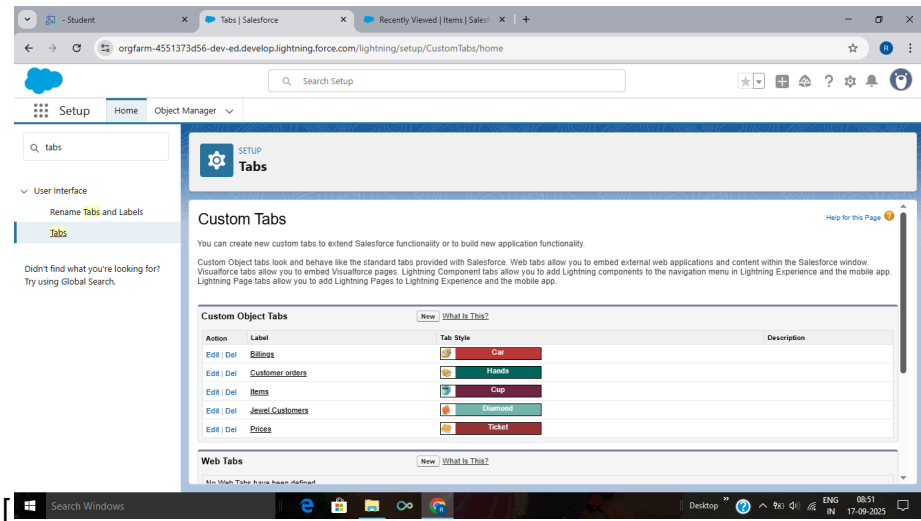 - Student
Tabs | Salesforce
Recently Viewed | Items | Salesf
orgfarm-4551373d56-dev-ed.develop.lightning.force.com/lightning/setup/CustomTabs/home
R
Search Setup
Setup Home Object Manager
tabs
User Interface
Rename Tabs and Labels
Tabs
Didn't find what you're looking for?
Try using Global Search.
SETUP
Tabs
Custom Tabs
Help for this Page
You can create new custom tabs to extend Salesforce functionality or to build new application functionality.
Custom Object tabs look and behave like the standard tabs provided with Salesforce. Web tabs allow you to embed external web applications and content within the Salesforce window.
Visualforce tabs allow you to embed Visualforce pages. Lightning Component tabs allow you to add Lightning components to the navigation menu in Lightning Experience and the mobile app.
Lightning Page tabs allow you to add Lightning Pages to Lightning Experience and the mobile app.
Custom Object Tabs New What Is This?
Action Label Tab Style Description
Edit | Del Billings Car
Edit | Del Customer orders Hands
Edit | Del Items Cup
Edit | Del Jewel Customers Diamond
Edit | Del Prices Ticket
Web Tabs New What Is This?
No Web Tabs have been defined
[
Search Windows
Desktop
ENG
IN
08:51
17-09-2025